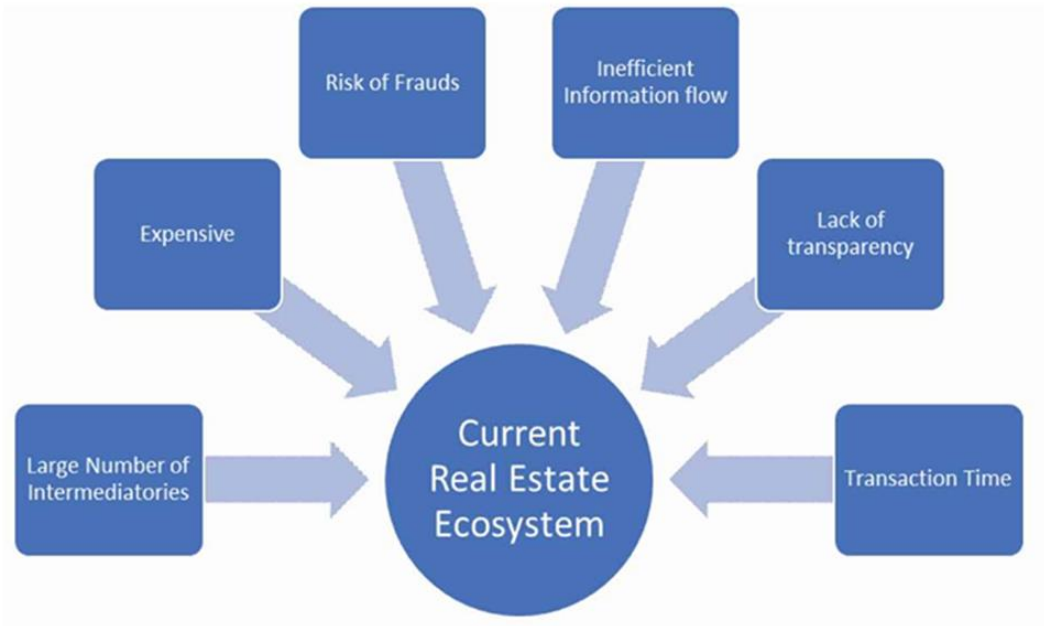 Risk of Frauds
Inefficient
Information flow
Expensive
Lack of
transparency
Large Number of
Intermediatories
Current
Real Estate
Ecosystem
Transaction Time